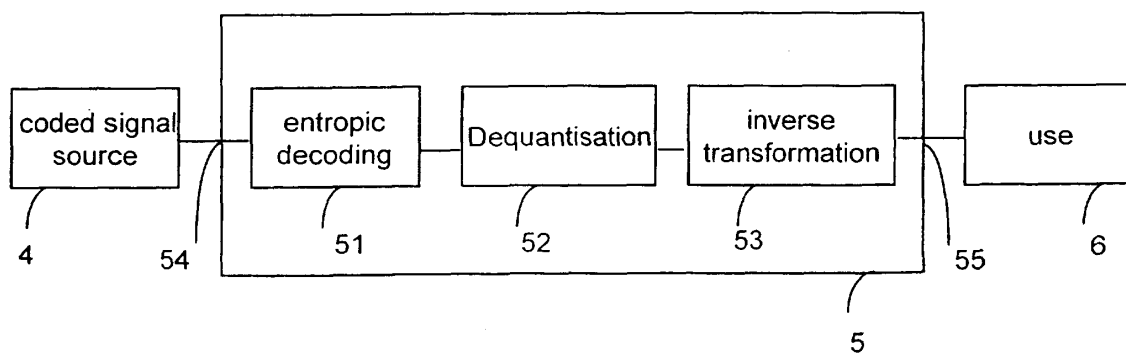 coded signal
source
entropic
decoding
Dequantisation
inverse
transformation
use
4
54
51
52
53
55
6
5